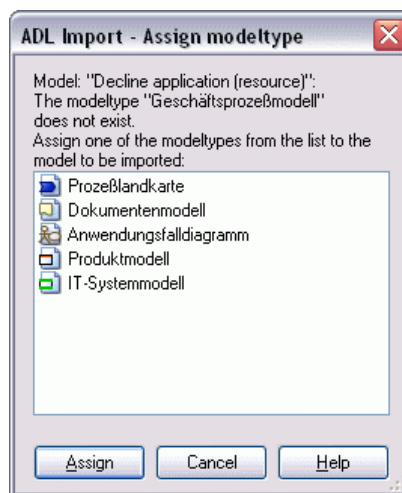 ADL Import - Assign modeltype
Model: "Decline application (resource)":
The modeltype "Geschäftsprozeßmodell"
does not exist.
Assign one of the modeltypes from the list to the
model to be imported:
Prozeßlandkarte
Dokumentenmodell
Anwendungsfalldiagramm
Produktmodell
IT-Systemmodell
Assign Cancel Help